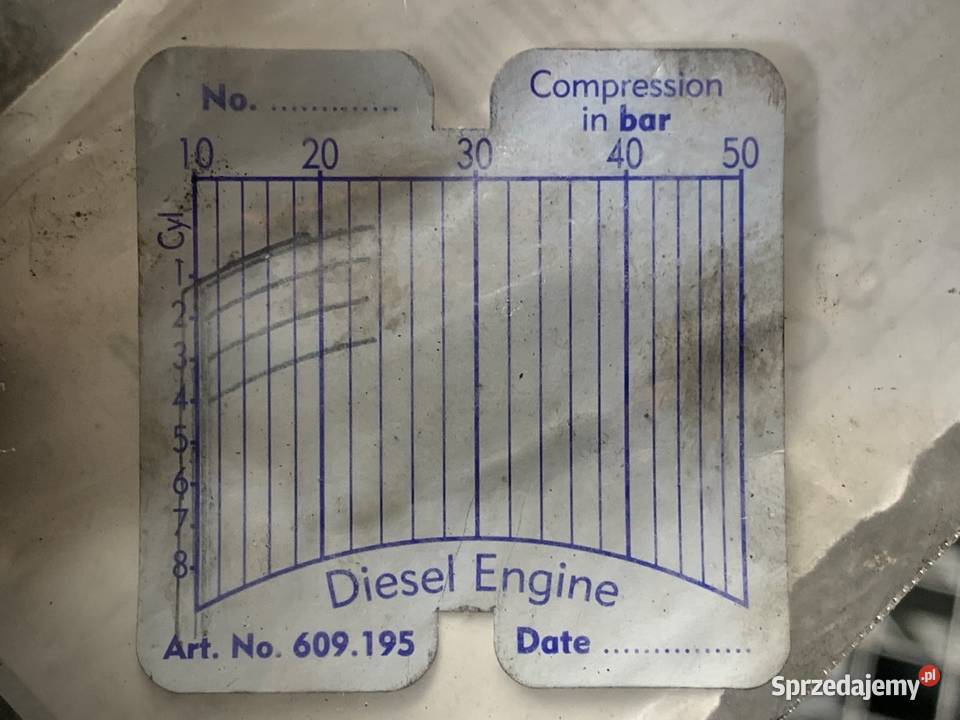 No. .............
Compression
in bar
10 20 30 40 50
Cyl.
1
2
3
4
5
6
7
8
Diesel Engine
Art. No. 609.195
Date ...............
Sprzedajemy.pl